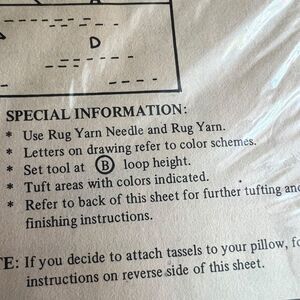 D
SPECIAL INFORMATION:
* Use Rug Yarn Needle and Rug Yarn.
* Letters on drawing refer to color schemes.
* Set tool at Ⓑ loop height.
* Tuft areas with colors indicated.
* Refer to back of this sheet for further tufting and
finishing instructions.
TE: If you decide to attach tassels to your pillow, fo
instructions on reverse side of this sheet.